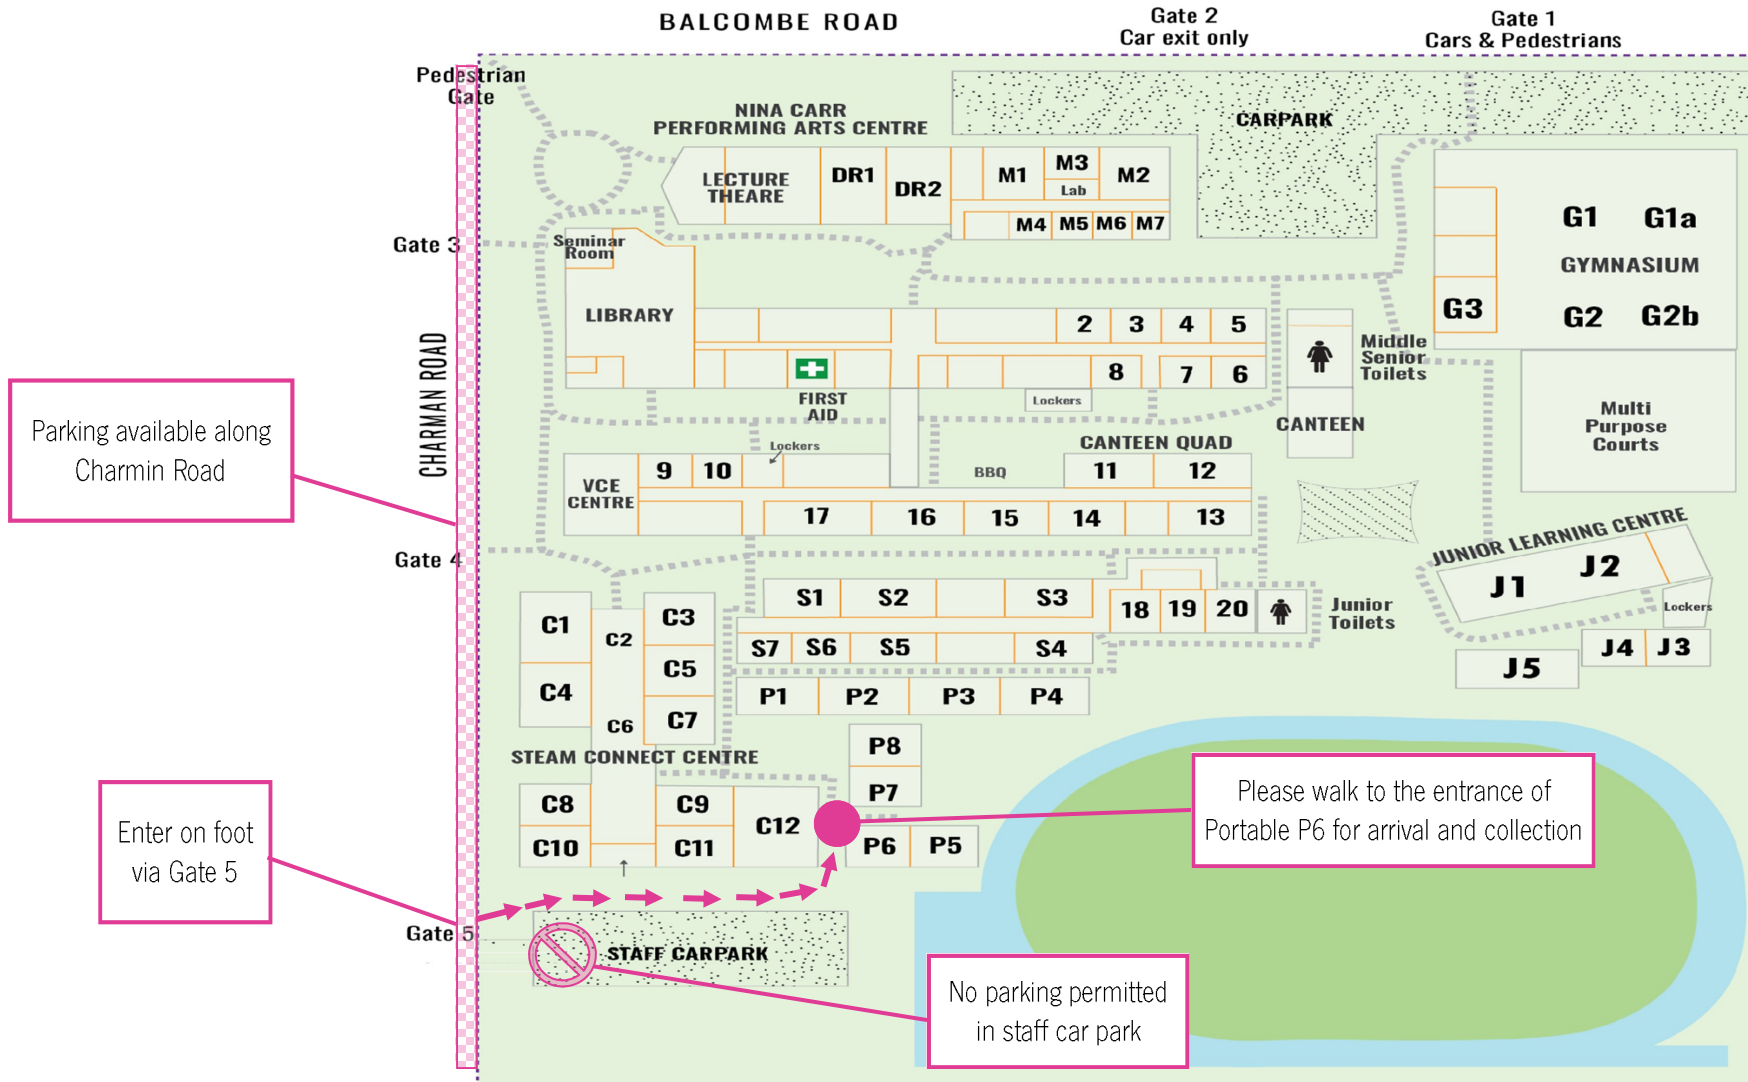 BALCOMBE ROAD
Gate 2
Car exit only
Gate 1
Cars & Pedestrians
Pedestrian
Gate
CARPARK
NINA CARR
PERFORMING ARTS CENTRE
LECTURE
THEARE
DR1
DR2
M1
M3
Lab
M2
M4
M5
M6
M7
G1
G1a
GYMNASIUM
G2
G2b
G3
Gate 3
Seminar
Room
LIBRARY
2
3
4
5
8
7
6
FIRST
AID
Lockers
Middle
Senior
Toilets
CANTEEN
Multi
Purpose
Courts
CHARMAN ROAD
Parking available along
Charmin Road
Lockers
CANTEEN QUAD
BBQ
VCE
CENTRE
9
10
11
12
17
16
15
14
13
JUNIOR LEARNING CENTRE
J1
J2
Lockers
J4
J3
J5
Gate 4
C1
C2
C3
C4
C5
C6
C7
S1
S2
S3
S7
S6
S5
S4
18
19
20
Junior
Toilets
P1
P2
P3
P4
STEAM CONNECT CENTRE
P8
P7
C8
C9
C10
C11
C12
P6
P5
Please walk to the entrance of
Portable P6 for arrival and collection
Enter on foot
via Gate 5
Gate 5
STAFF CARPARK
No parking permitted
in staff car park